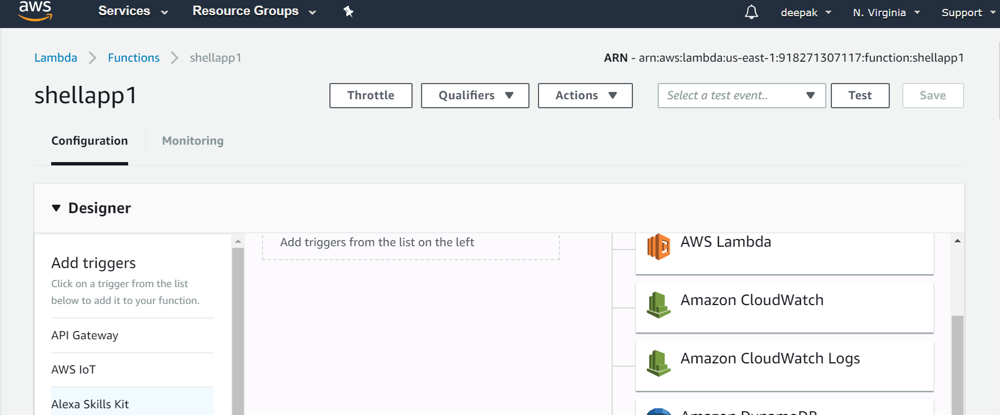 aws Services Resource Groups deepak N. Virginia Support
Lambda Functions shellapp1 ARN - arn:aws:lambda:us-east-1:918271307117:function:shellapp1
shellapp1 Throttle Qualifiers Actions Select a test event.. Test Save
Configuration Monitoring
Designer
Add triggers from the list on the left
AWS Lambda
Add triggers
Click on a trigger from the list
below to add it to your function.
Amazon CloudWatch
API Gateway
Amazon CloudWatch Logs
AWS IoT
Alexa Skills Kit
Amazon DynamoDB